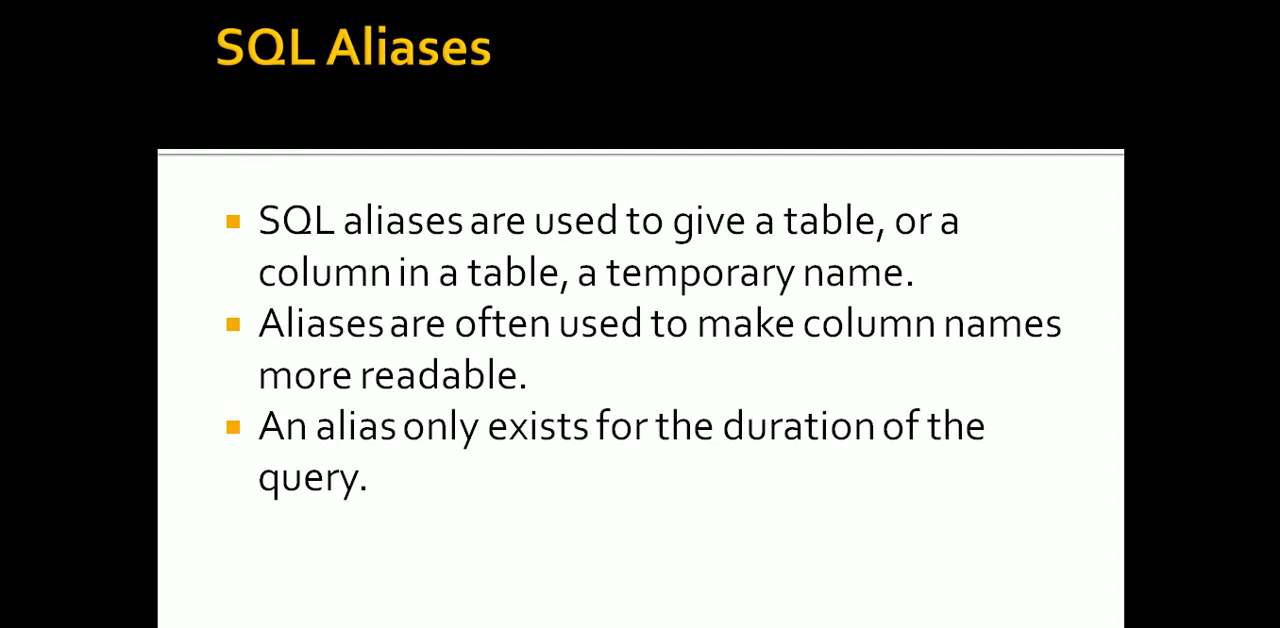 SQL Aliases
SQL aliases are used to give a table, or a
column in a table, a temporary name.
Aliases are often used to make column names
more readable.
An alias only exists for the duration of the
query.